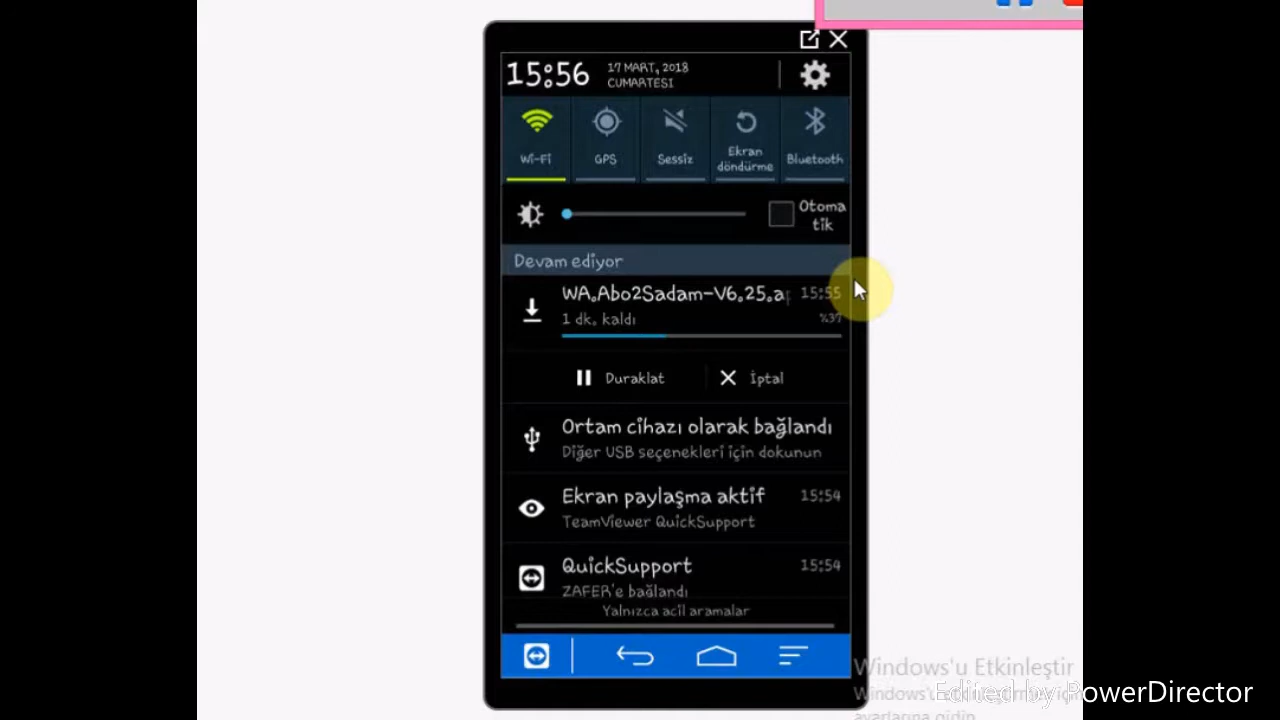 15:56
17 MART, 2018
CUMARTESİ
Wi-Fi
GPS
Sessiz
Ekran
döndürme
Bluetooth
Otoma
tik
Devam ediyor
WA.Abo2Sadam-V6.25.a
15:55
1 dk. kaldı
%37
Duraklat
İptal
Ortam cihazı olarak bağlandı
Diğer USB seçenekleri için dokunun
Ekran paylaşma aktif
15:54
TeamViewer QuickSupport
QuickSupport
15:54
ZAFER'e bağlandı
Yalnızca acil aramalar
Windows'u Etkinleştir
Edited by PowerDirector